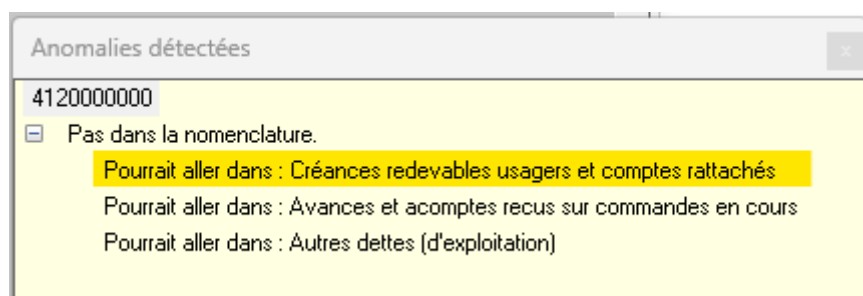 Anomalies détectées
x
4120000000
Pas dans la nomenclature.
Pourrait aller dans : Créances redevables usagers et comptes rattachés
Pourrait aller dans : Avances et acomptes recus sur commandes en cours
Pourrait aller dans : Autres dettes (d'exploitation)